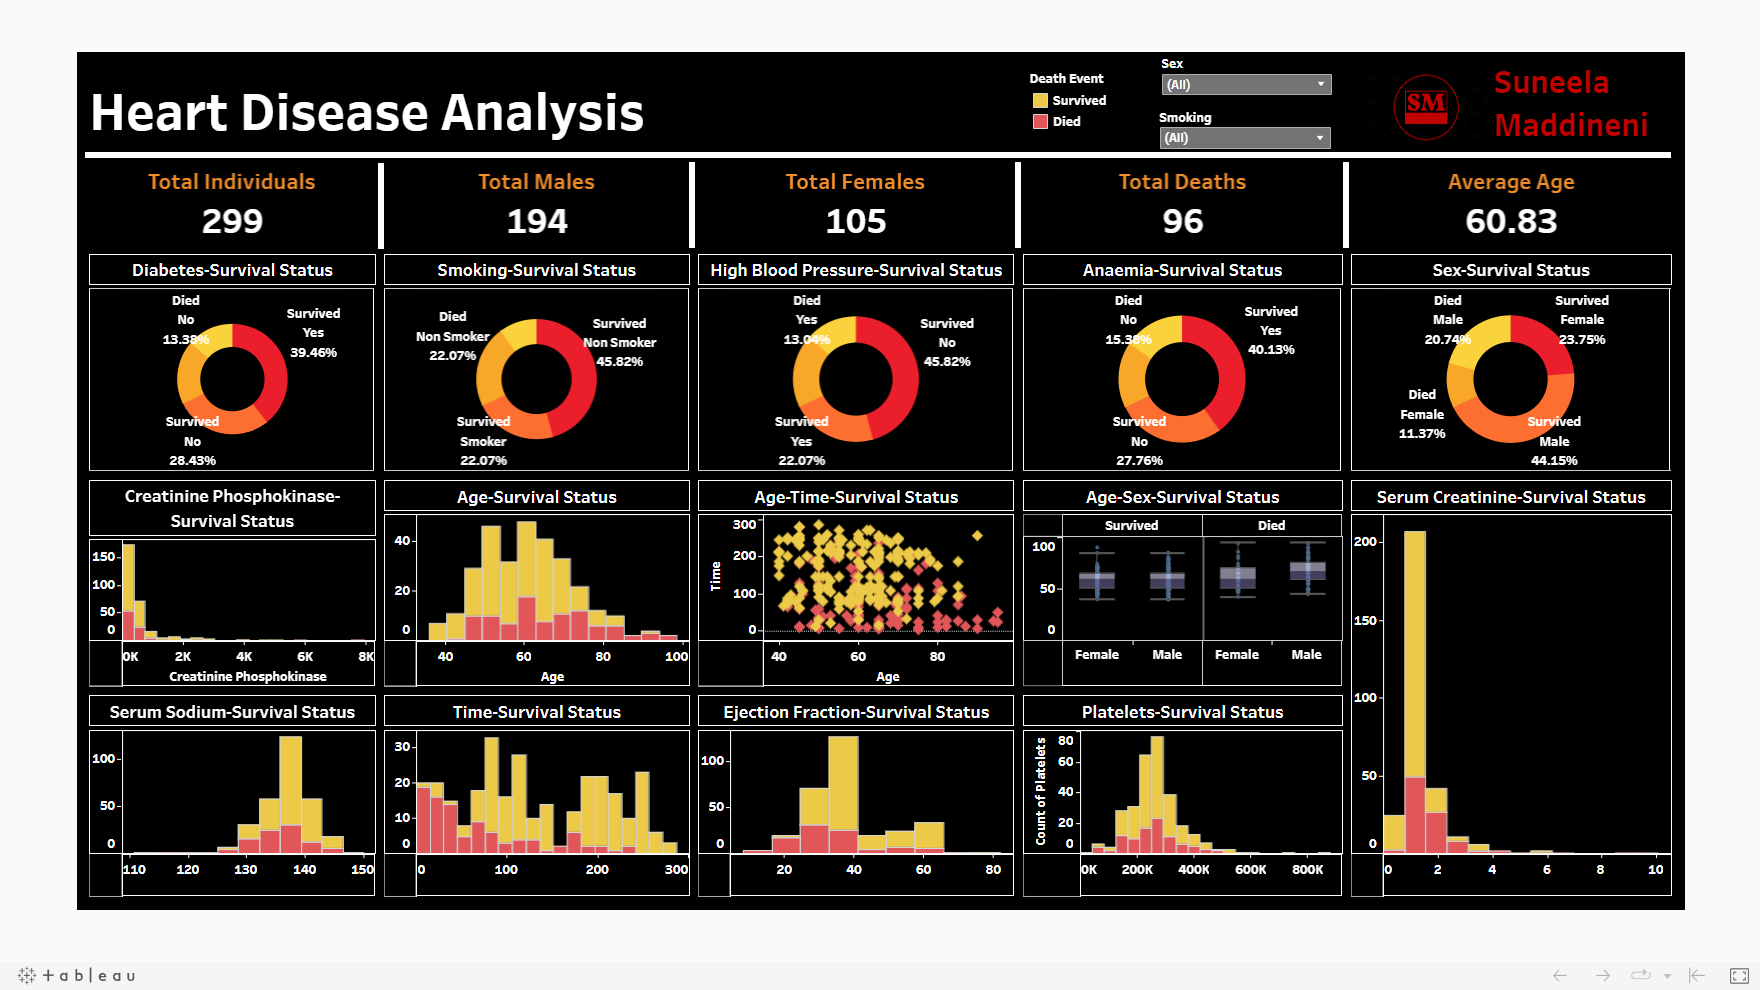 Heart Disease Analysis
Death Event
Survived
Died
Sex
(All)
Smoking
(All)
SM
Suneela
Maddineni
Total Individuals
299
Total Males
194
Total Females
105
Total Deaths
96
Average Age
60.83
Diabetes-Survival Status
Died
No
13.38%
Survived
Yes
39.46%
Survived
No
28.43%
Smoking-Survival Status
Died
Non Smoker
22.07%
Survived
Non Smoker
45.82%
Survived
Smoker
22.07%
High Blood Pressure-Survival Status
Died
Yes
13.04%
Survived
No
45.82%
Survived
Yes
22.07%
Anaemia-Survival Status
Died
No
15.38%
Survived
Yes
40.13%
Survived
No
27.76%
Sex-Survival Status
Died
Male
20.74%
Survived
Female
23.75%
Died
Female
11.37%
Survived
Male
44.15%
Creatinine Phosphokinase-
Survival Status
150
100
50
0
0K 2K 4K 6K 8K
Creatinine Phosphokinase
Age-Survival Status
40
20
0
40 60 80 100
Age
Age-Time-Survival Status
Time
300
200
100
0
40 60 80
Age
Age-Sex-Survival Status
Survived Died
100
50
0
Female Male Female Male
Serum Creatinine-Survival Status
200
150
100
50
0
0 2 4 6 8 10
Serum Sodium-Survival Status
100
50
0
110 120 130 140 150
Time-Survival Status
30
20
10
0
0 100 200 300
Ejection Fraction-Survival Status
100
50
0
20 40 60 80
Platelets-Survival Status
Count of Platelets
80
60
40
20
0
0K 200K 400K 600K 800K
+ a b | e a u